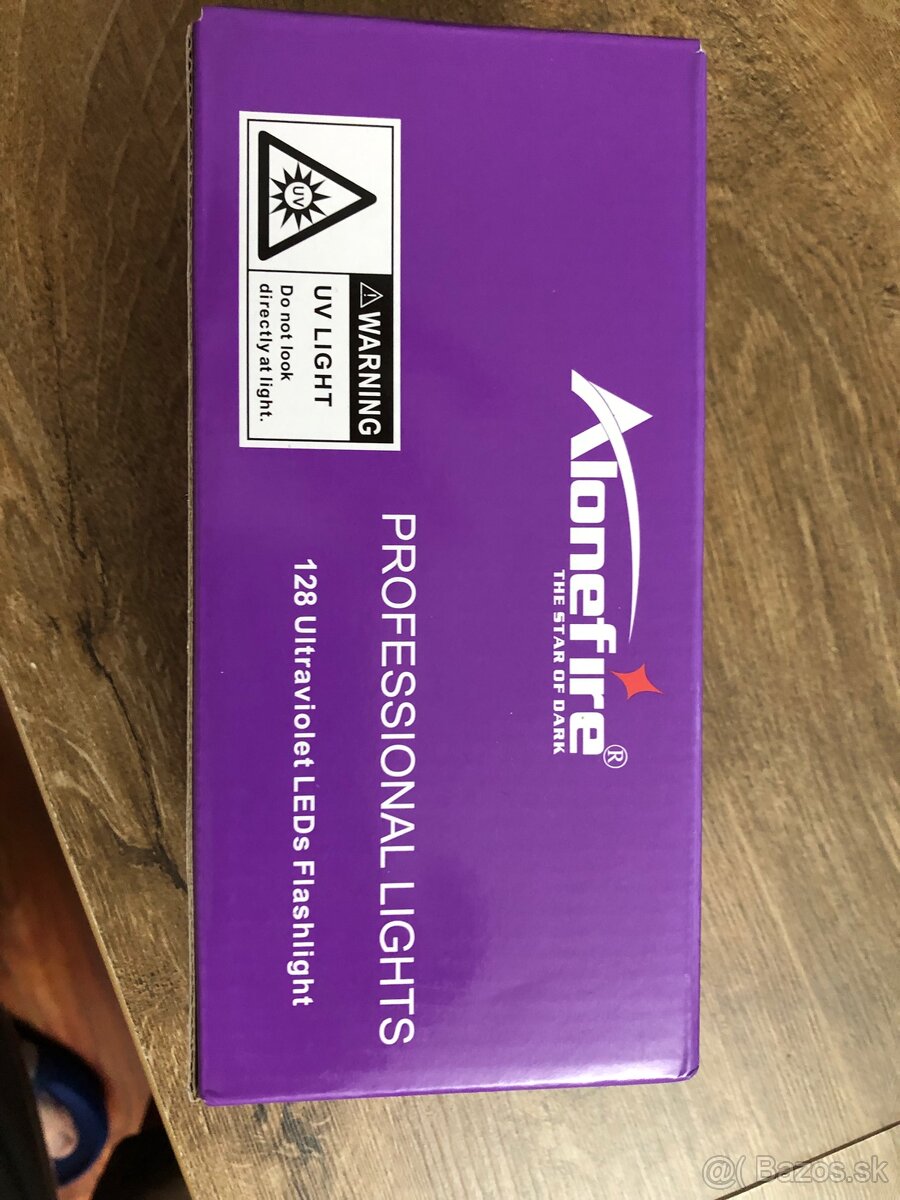 Alonefire®
THE STAR OF DARK
UV
⚠WARNING
UV LIGHT
Do not look
directly at light.
PROFESSIONAL LIGHTS
128 Ultraviolet LEDs Flashlight
@( Bazos.sk